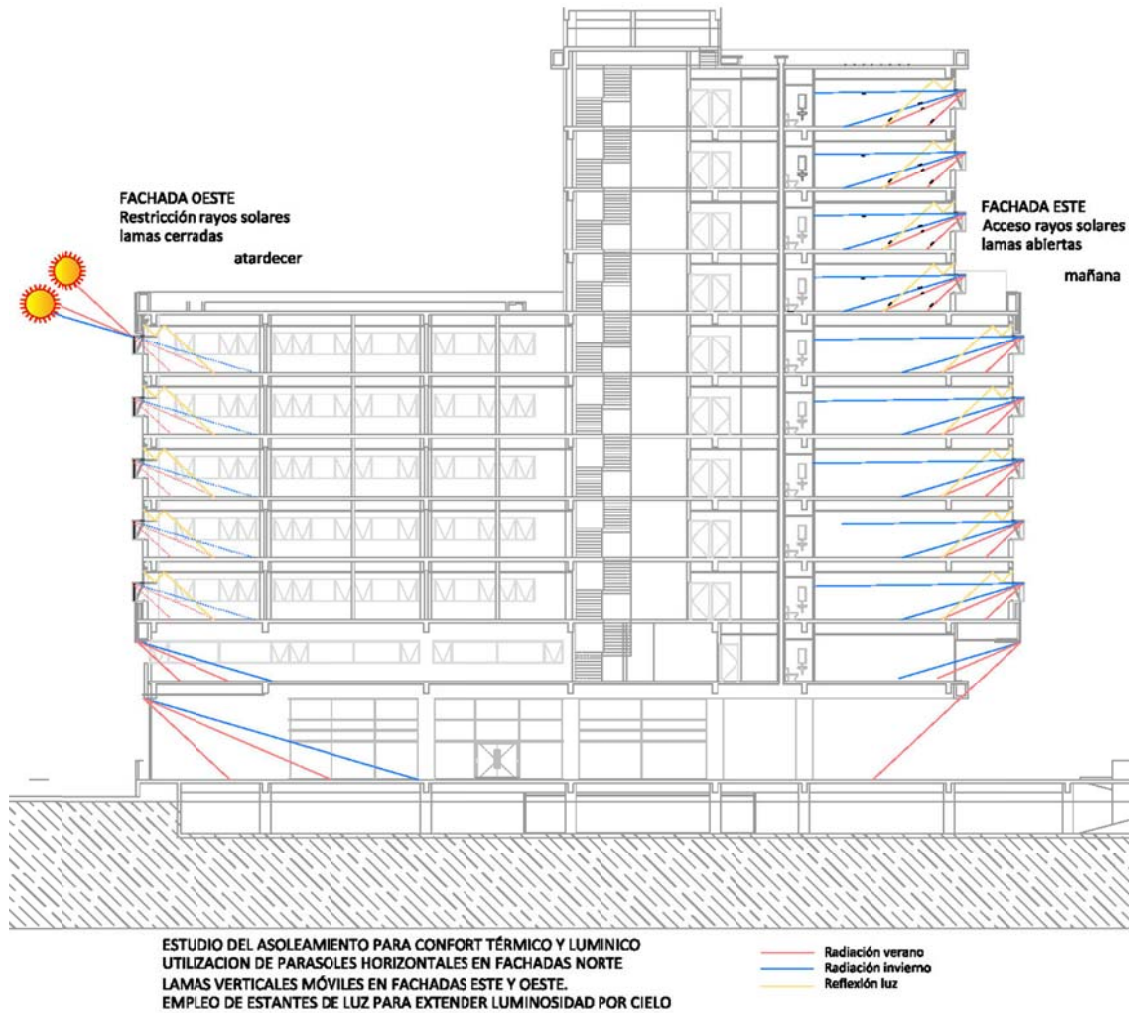 FACHADA OESTE
Restricción rayos solares
lamas cerradas
atardecer
FACHADA ESTE
Acceso rayos solares
lamas abiertas
mañana
ESTUDIO DEL ASOLEAMIENTO PARA CONFORT TÉRMICO Y LUMINICO
UTILIZACION DE PARASOLES HORIZONTALES EN FACHADAS NORTE
LAMAS VERTICALES MÓVILES EN FACHADAS ESTE Y OESTE.
EMPLEO DE ESTANTES DE LUZ PARA EXTENDER LUMINOSIDAD POR CIELO
Radiación verano
Radiación invierno
Reflexión luz